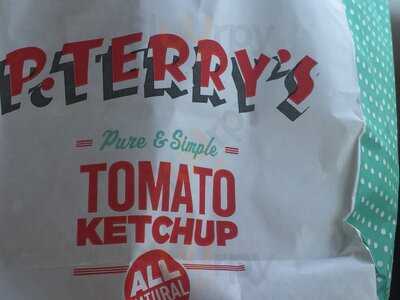 P.TERRY'S
Pure & Simple
TOMATO
KETCHUP
ALL
NATURAL